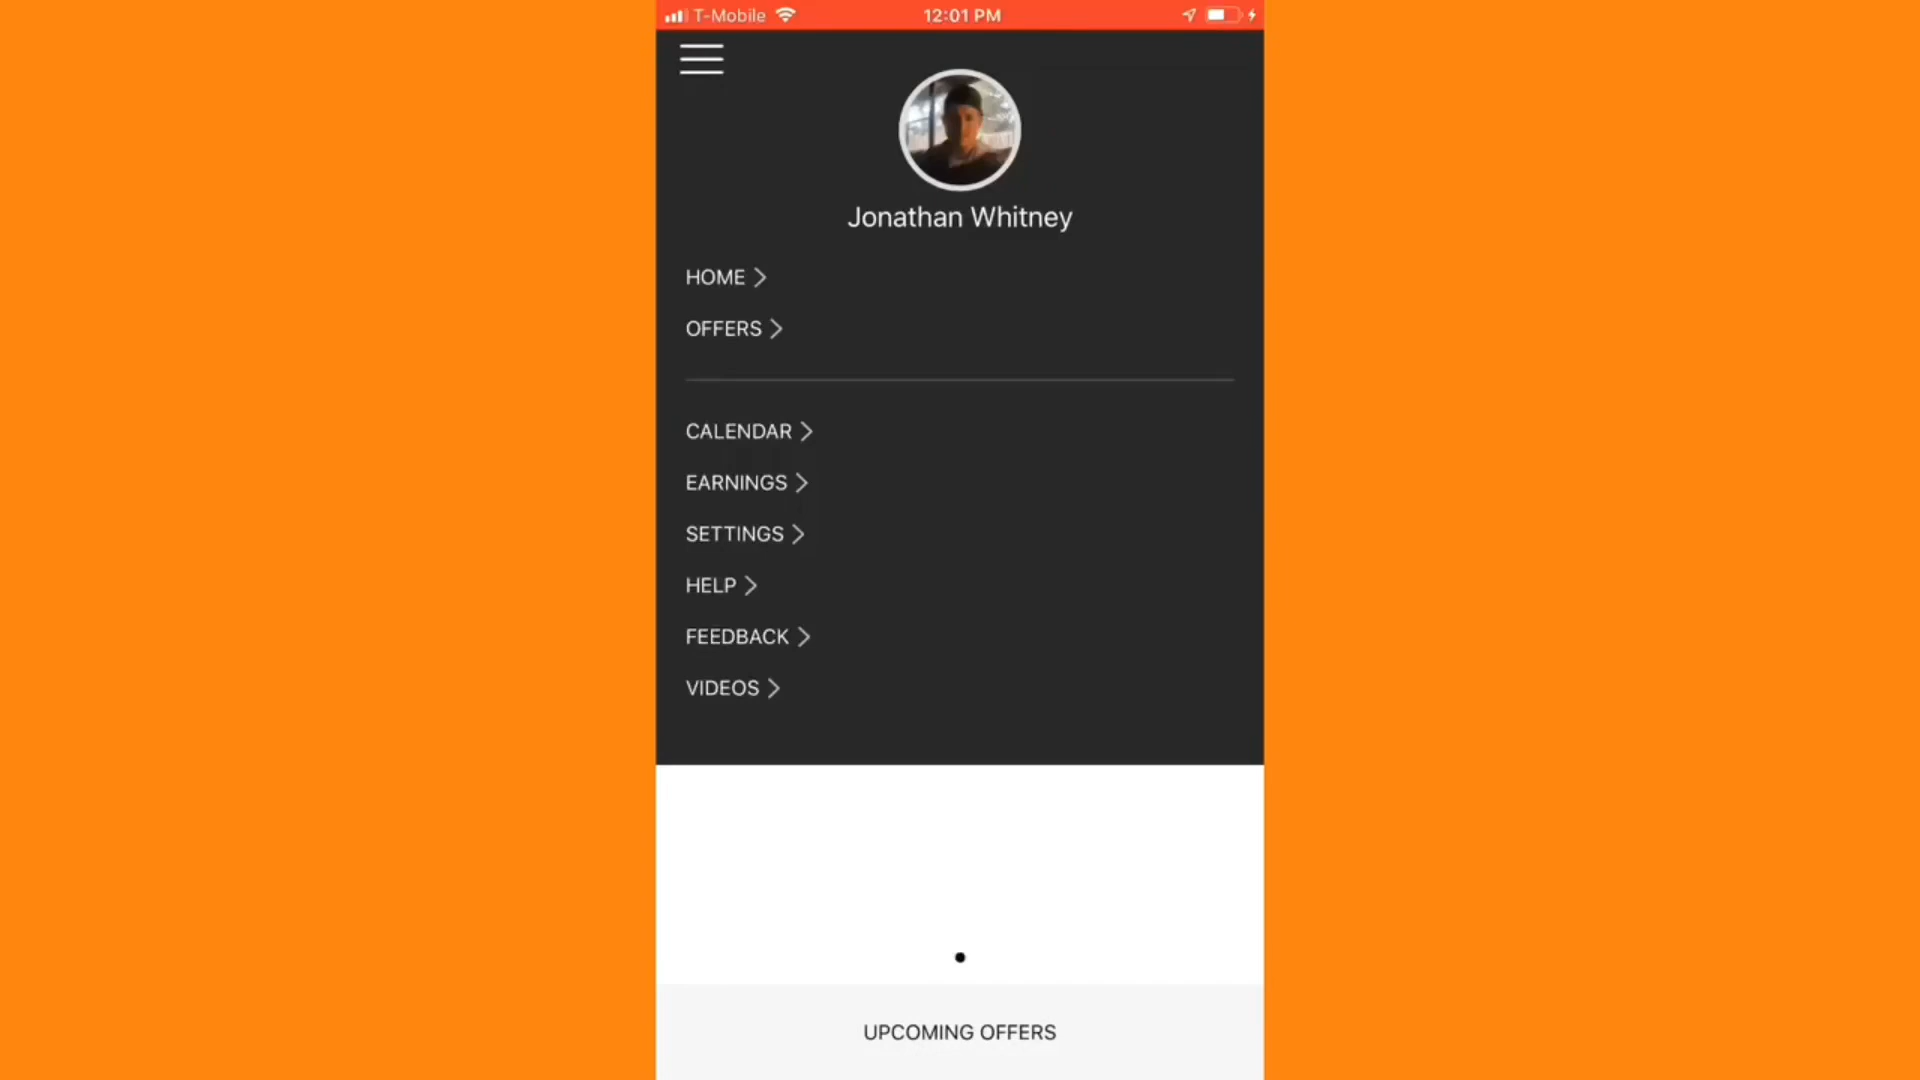 T-Mobile 12:01 PM
Jonathan Whitney
HOME
OFFERS
CALENDAR
EARNINGS
SETTINGS
HELP
FEEDBACK
VIDEOS
UPCOMING OFFERS